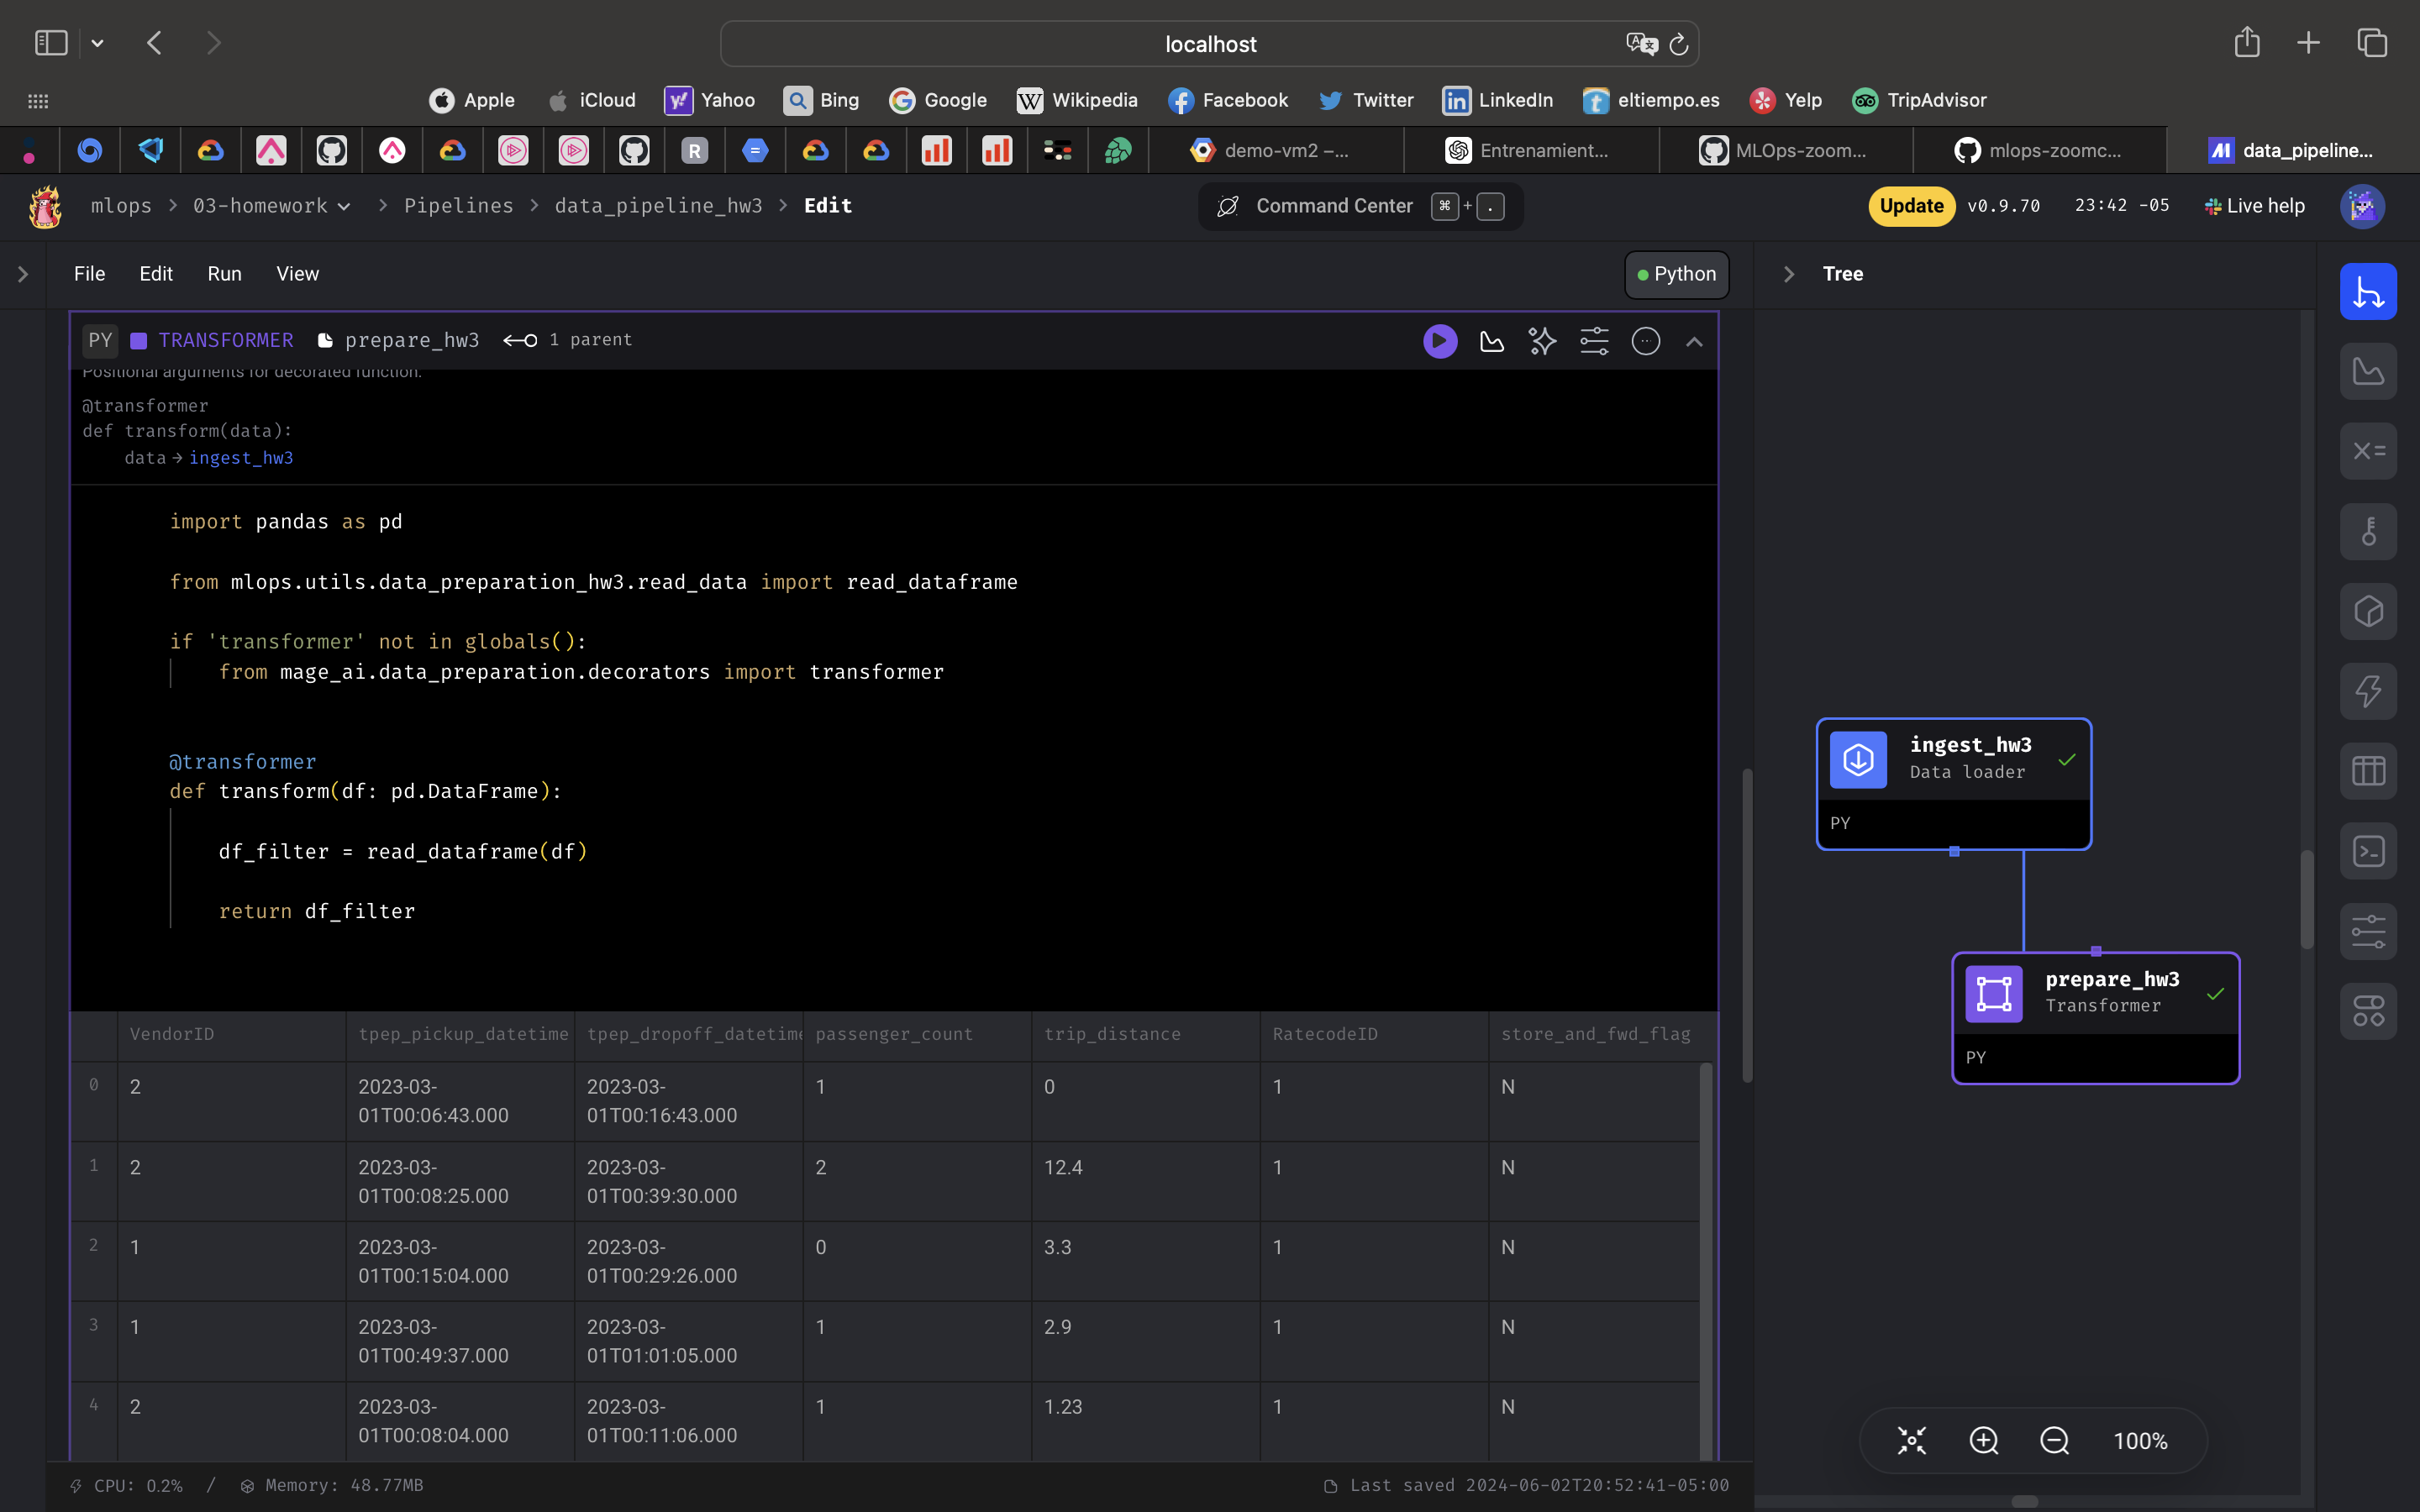 localhost
Apple iCloud Yahoo Bing Google Wikipedia Facebook Twitter LinkedIn eltiempo.es Yelp TripAdvisor
demo-vm2 –... Entrenamient... MLOps-zoom... mlops-zoomc... data_pipeline...
mlops > 03-homework > Pipelines > data_pipeline_hw3 > Edit
Command Center ⌘ + .
Update v0.9.70 23:42 -05 Live help
File Edit Run View
Python
Tree
PY TRANSFORMER prepare_hw3 1 parent
Positional arguments for decorated function:
@transformer
def transform(data):
data → ingest_hw3
import pandas as pd
from mlops.utils.data_preparation_hw3.read_data import read_dataframe
if 'transformer' not in globals():
from mage_ai.data_preparation.decorators import transformer
@transformer
def transform(df: pd.DataFrame):
df_filter = read_dataframe(df)
return df_filter
VendorID tpep_pickup_datetime tpep_dropoff_datetime passenger_count trip_distance RatecodeID store_and_fwd_flag
0 2 2023-03- 2023-03- 1 0 1 N
01T00:06:43.000 01T00:16:43.000
1 2 2023-03- 2023-03- 2 12.4 1 N
01T00:08:25.000 01T00:39:30.000
2 1 2023-03- 2023-03- 0 3.3 1 N
01T00:15:04.000 01T00:29:26.000
3 1 2023-03- 2023-03- 1 2.9 1 N
01T00:49:37.000 01T01:01:05.000
4 2 2023-03- 2023-03- 1 1.23 1 N
01T00:08:04.000 01T00:11:06.000
CPU: 0.2% / Memory: 48.77MB
Last saved 2024-06-02T20:52:41-05:00
ingest_hw3
Data loader
PY
prepare_hw3
Transformer
PY
100%